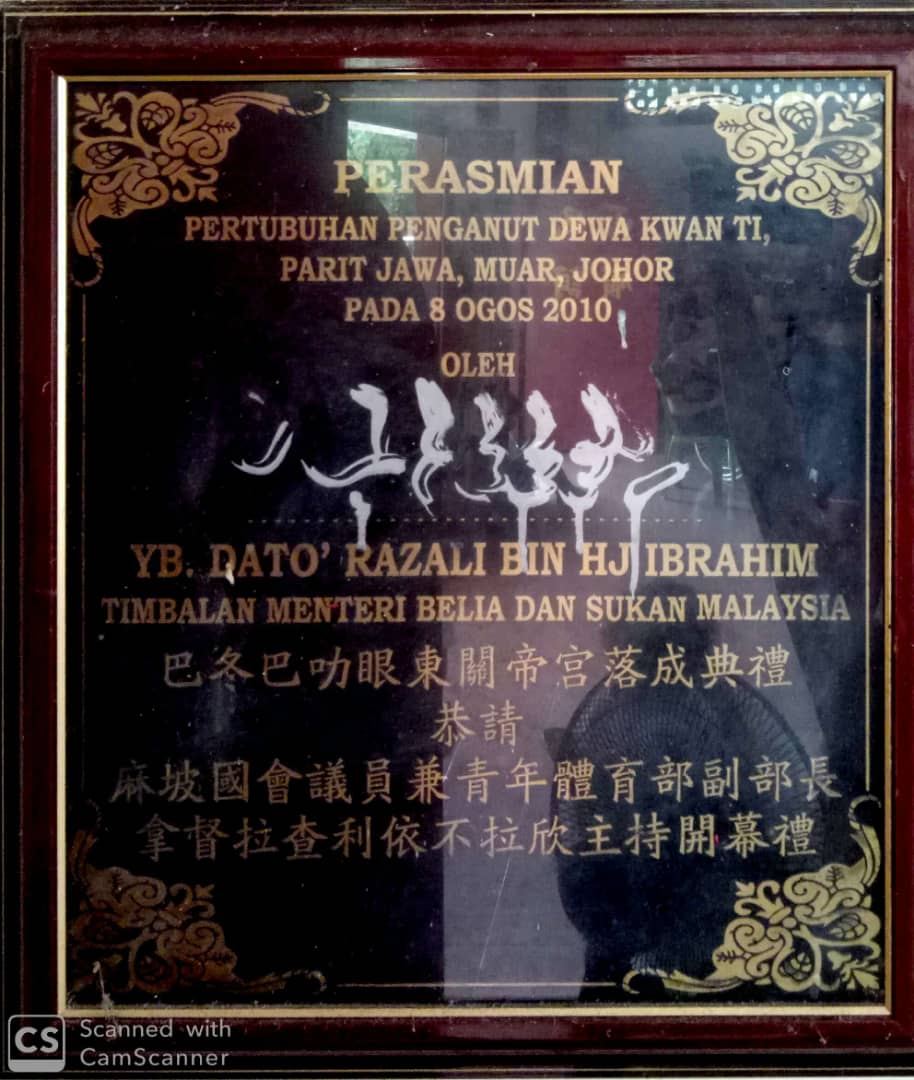 PERASMIAN
PERTUBUHAN PENGANUT DEWA KWAN TI,
PARIT JAWA, MUAR, JOHOR
PADA 8 OGOS 2010
OLEH
YB. DATO' RAZALI BIN HJ IBRAHIM
TIMBALAN MENTERI BELIA DAN SUKAN MALAYSIA
巴冬巴叻眼東關帝宮落成典禮
恭請
麻坡國會議員兼青年體育部副部長
拿督拉查利依不拉欣主持開幕禮
CS Scanned with
CamScanner